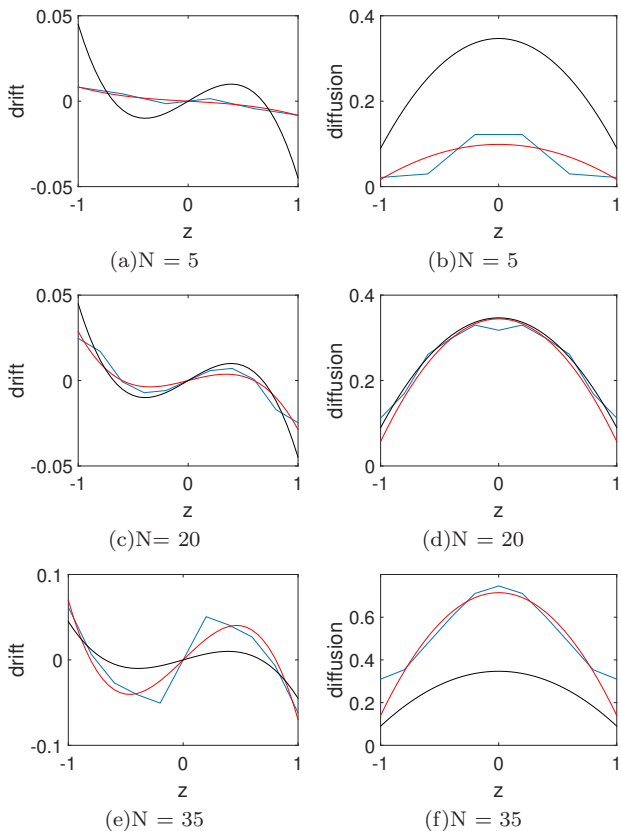 0.05
0
-0.05
drift
-1
0
1
z
(a)N = 5
0.4
0.2
0
diffusion
-1
0
1
z
(b)N = 5
0.05
0
-0.05
drift
-1
0
1
z
(c)N= 20
0.4
0.2
0
diffusion
-1
0
1
z
(d)N = 20
0.1
0
-0.1
drift
-1
0
1
z
(e)N = 35
0.6
0.4
0.2
0
diffusion
-1
0
1
z
(f)N = 35